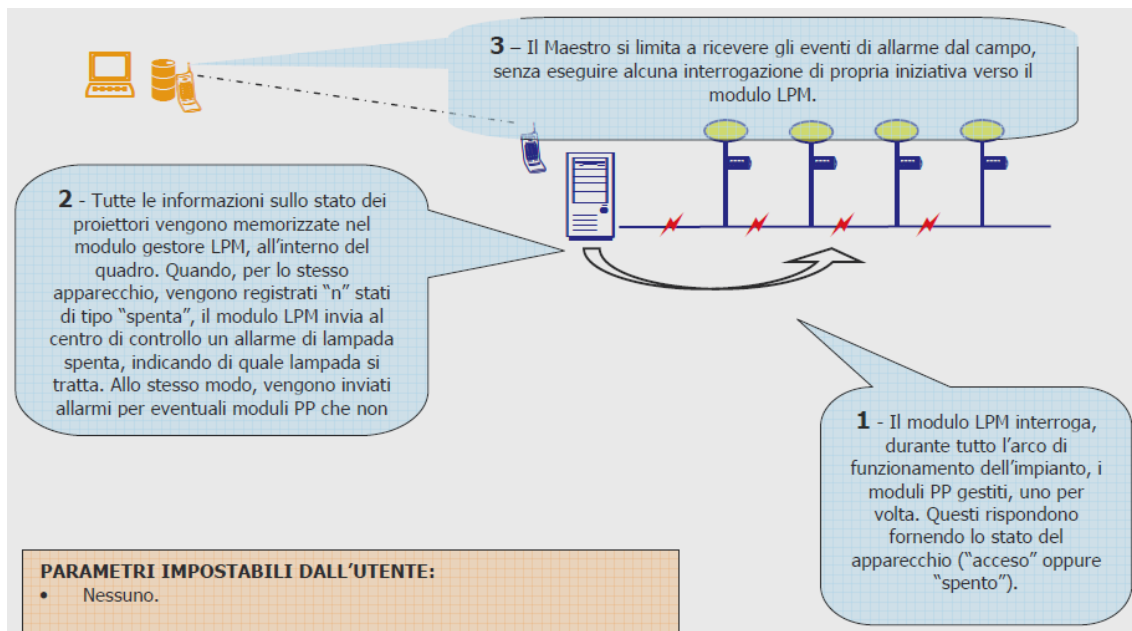 3 – Il Maestro si limita a ricevere gli eventi di allarme dal campo,
senza eseguire alcuna interrogazione di propria iniziativa verso il
modulo LPM.
2 - Tutte le informazioni sullo stato dei
proiettori vengono memorizzate nel
modulo gestore LPM, all’interno del
quadro. Quando, per lo stesso
apparecchio, vengono registrati “n” stati
di tipo “spenta”, il modulo LPM invia al
centro di controllo un allarme di lampada
spenta, indicando di quale lampada si
tratta. Allo stesso modo, vengono inviati
allarmi per eventuali moduli PP che non
1 - Il modulo LPM interroga,
durante tutto l’arco di
funzionamento dell’impianto, i
moduli PP gestiti, uno per
volta. Questi rispondono
fornendo lo stato del
apparecchio (“acceso” oppure
“spento”).
PARAMETRI IMPOSTABILI DALL’UTENTE:
• Nessuno.